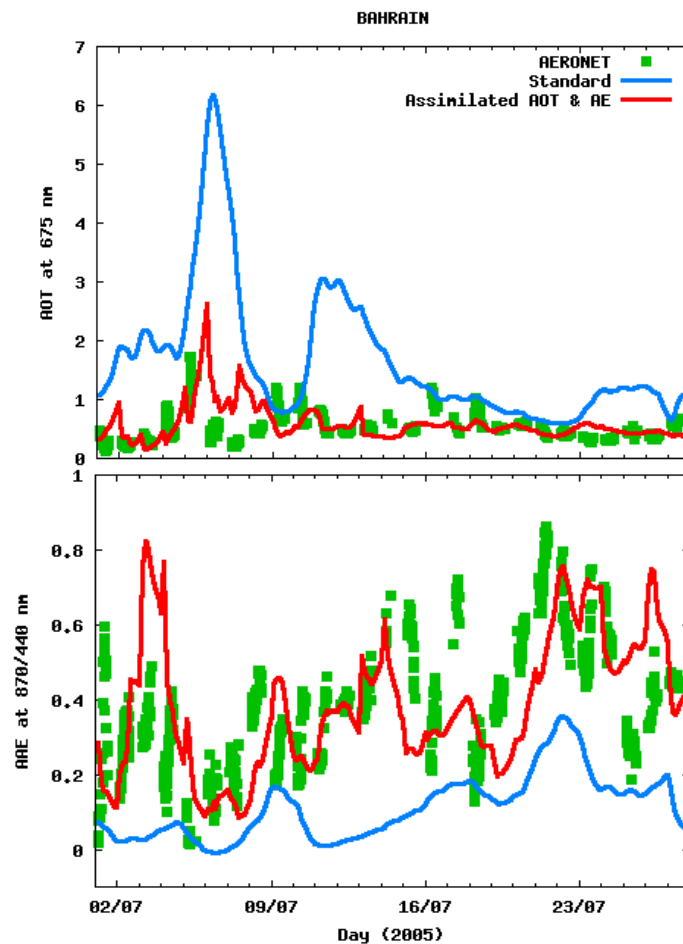 BAHRAIN
7
6
5
4
3
2
1
0
AOT at 675 nm
AERONET
Standard
Assimilated AOT & AE
1
0.8
0.6
0.4
0.2
0
AAE at 870/440 nm
02/07 09/07 16/07 23/07
Day (2005)